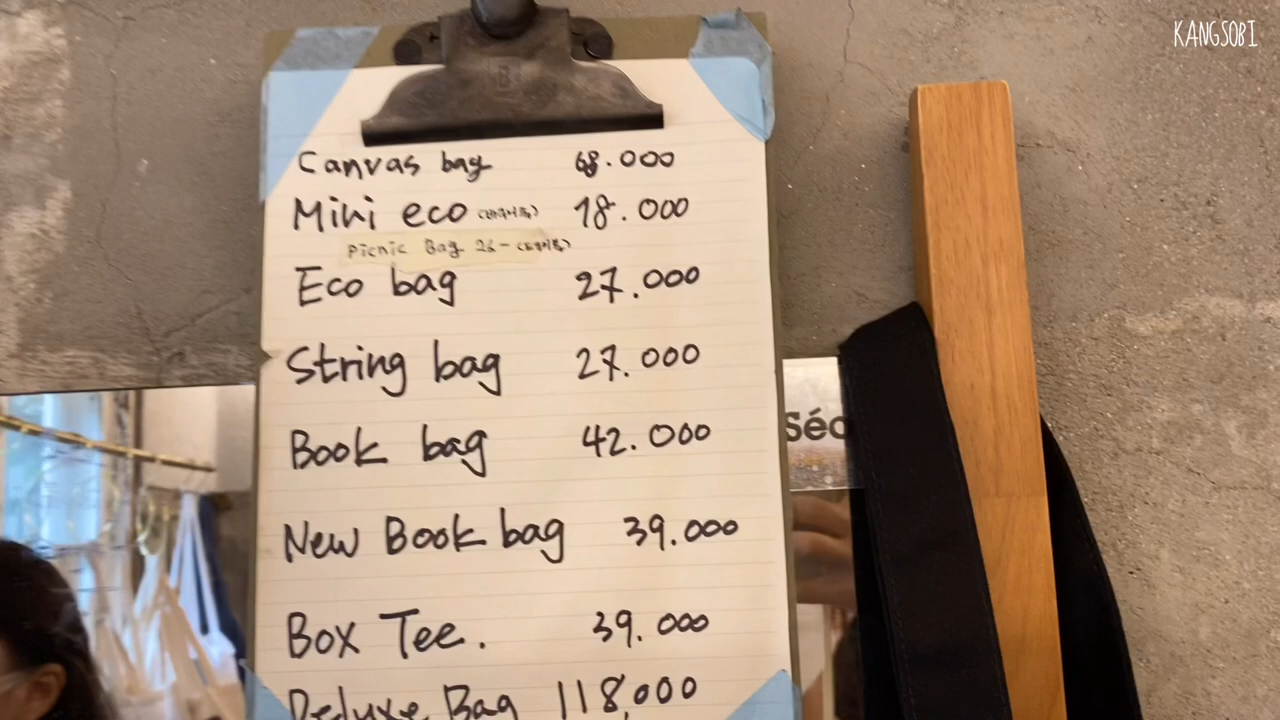 KANGSOBI
Canvas bag 68.000
Mini eco 18.000
Picnic Bag 26-
Eco bag 27.000
String bag 27.000
Book bag 42.000
New Book bag 39.000
Box Tee. 39.000
Deluxe Bag 118,000
Séo